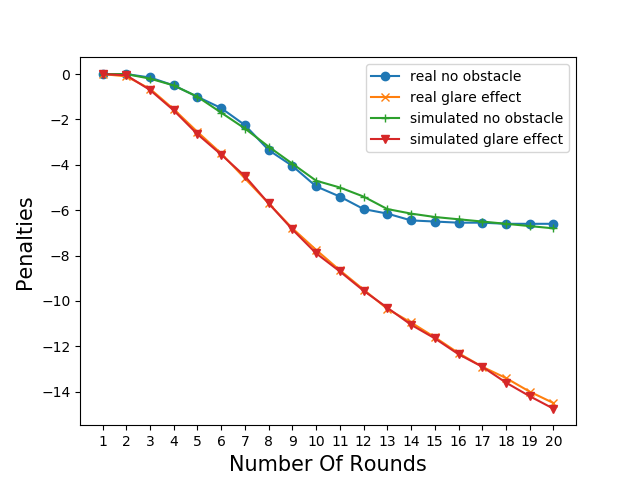 real no obstacle
real glare effect
simulated no obstacle
simulated glare effect
0
−2
−4
−6
−8
−10
−12
−14
Penalties
1 2 3 4 5 6 7 8 9 10 11 12 13 14 15 16 17 18 19 20
Number Of Rounds